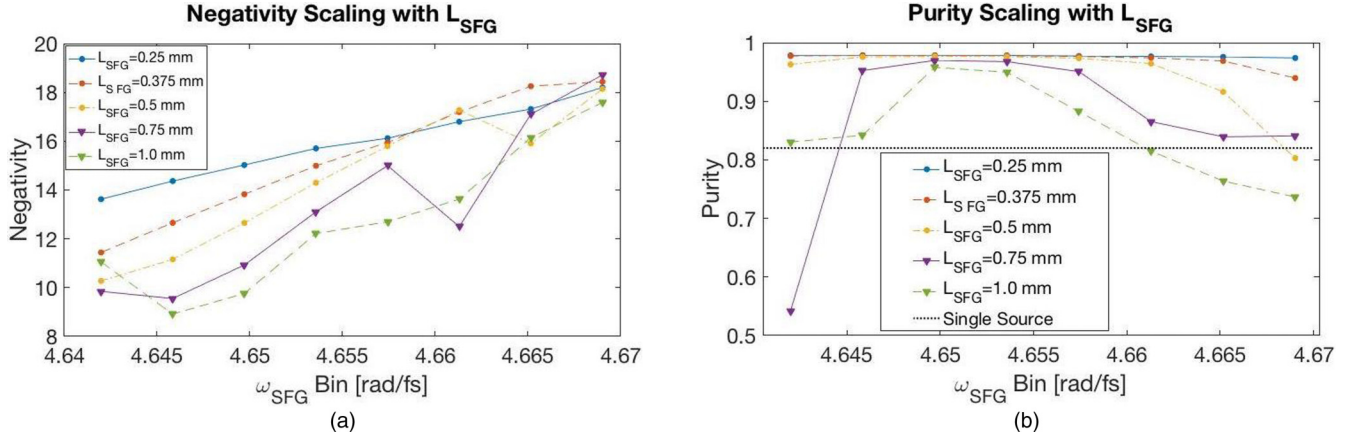 Negativity Scaling with L_SFG
20
18
16
14
12
10
8
Negativity
L_SFG=0.25 mm
L_S FG=0.375 mm
L_SFG=0.5 mm
L_SFG=0.75 mm
L_SFG=1.0 mm
4.64 4.645 4.65 4.655 4.66 4.665 4.67
ω_SFG Bin [rad/fs]
(a)
Purity Scaling with L_SFG
1
0.9
0.8
0.7
0.6
0.5
Purity
L_SFG=0.25 mm
L_S FG=0.375 mm
L_SFG=0.5 mm
L_SFG=0.75 mm
L_SFG=1.0 mm
Single Source
4.645 4.65 4.655 4.66 4.665 4.67
ω_SFG Bin [rad/fs]
(b)